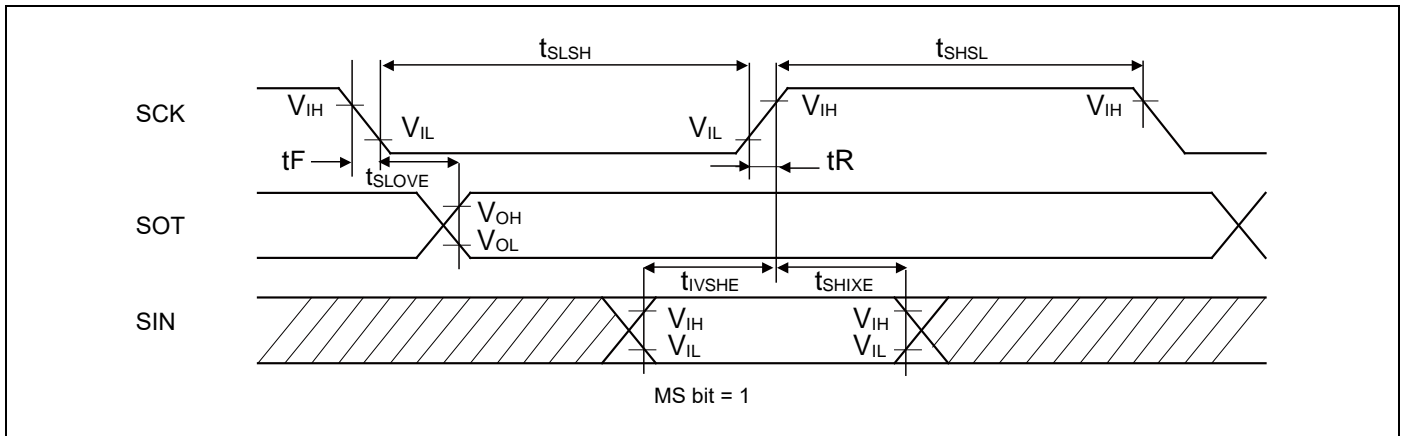 tSLSH tSHSL
SCK VIH VIL VIL VIH VIH
tF tSLOVE tR
SOT VOH
VOL
tIVSHE tSHIXE
SIN VIH VIH
VIL VIL
MS bit = 1